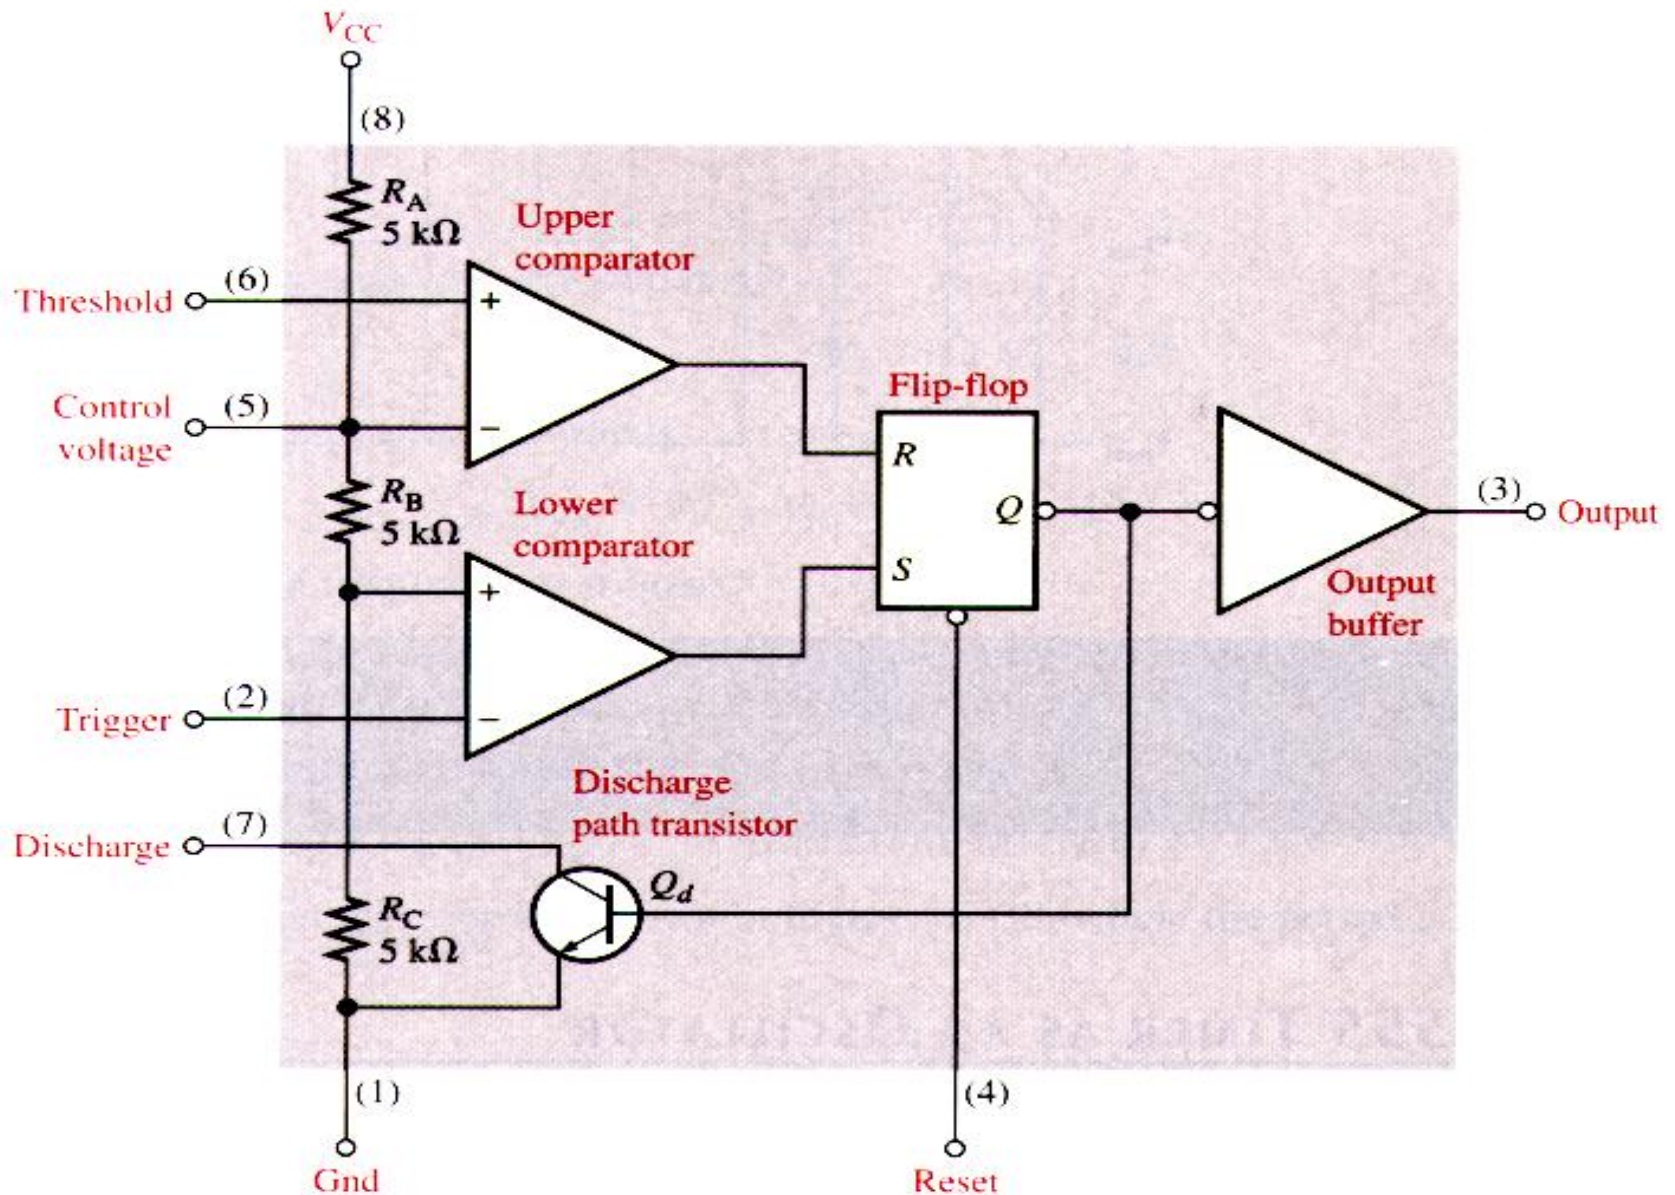 VCC
(8)
RA
5 kΩ
Upper
comparator
(6)
Threshold
+
Control
voltage
(5)
−
Flip-flop
R
Q
S
RB
5 kΩ
Lower
comparator
+
(3)
Output
Output
buffer
(2)
Trigger
−
Discharge
path transistor
(7)
Discharge
Qd
RC
5 kΩ
(1)
(4)
Gnd
Reset